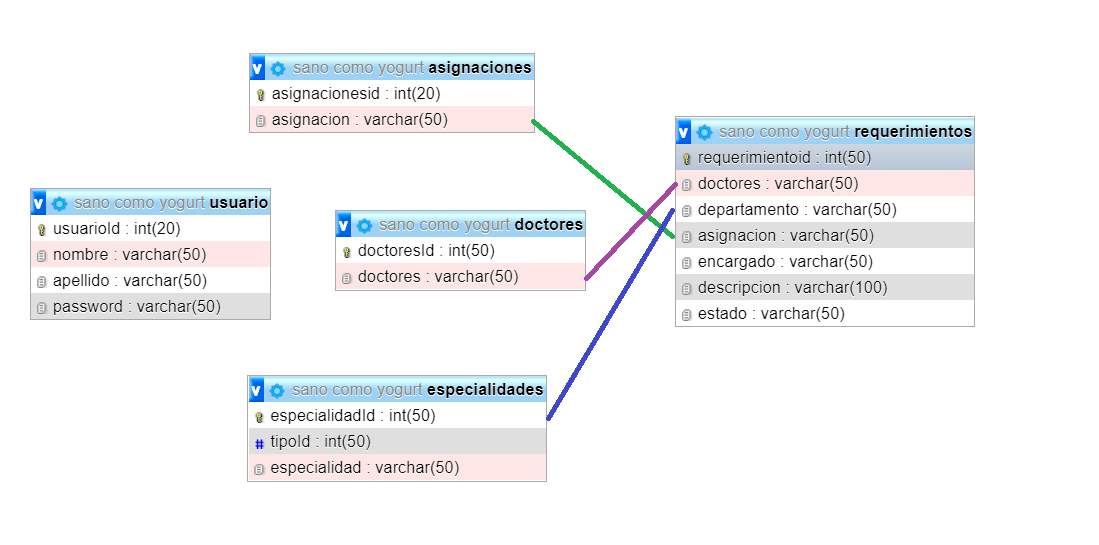 sano como yogurt asignaciones
asignacionesid : int(20)
asignacion : varchar(50)
sano como yogurt requerimientos
requerimientoid : int(50)
doctores : varchar(50)
departamento : varchar(50)
asignacion : varchar(50)
encargado : varchar(50)
descripcion : varchar(100)
estado : varchar(50)
sano como yogurt usuario
usuarioId : int(20)
nombre : varchar(50)
apellido : varchar(50)
password : varchar(50)
sano como yogurt doctores
doctoresId : int(50)
doctores : varchar(50)
sano como yogurt especialidades
especialidadId : int(50)
# tipoId : int(50)
especialidad : varchar(50)